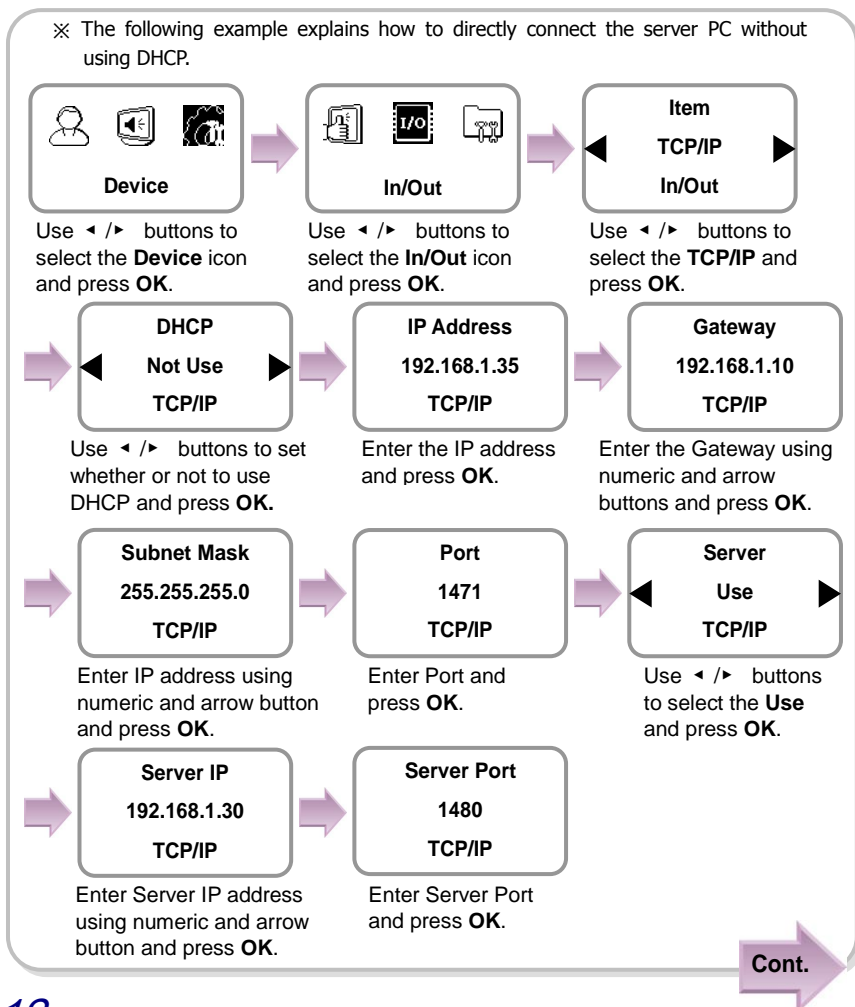 ※ The following example explains how to directly connect the server PC without
using DHCP.
I/O
Device
In/Out
Item
TCP/IP
In/Out
Use ◂ /▸ buttons to
select the Device icon
and press OK.
Use ◂ /▸ buttons to
select the In/Out icon
and press OK.
Use ◂ /▸ buttons to
select the TCP/IP and
press OK.
DHCP
Not Use
TCP/IP
IP Address
192.168.1.35
TCP/IP
Gateway
192.168.1.10
TCP/IP
Use ◂ /▸ buttons to set
whether or not to use
DHCP and press OK.
Enter the IP address
and press OK.
Enter the Gateway using
numeric and arrow
buttons and press OK.
Subnet Mask
255.255.255.0
TCP/IP
Port
1471
TCP/IP
Server
Use
TCP/IP
Enter IP address using
numeric and arrow button
and press OK.
Enter Port and
press OK.
Use ◂ /▸ buttons
to select the Use
and press OK.
Server IP
192.168.1.30
TCP/IP
Server Port
1480
TCP/IP
Enter Server IP address
using numeric and arrow
button and press OK.
Enter Server Port
and press OK.
Cont.